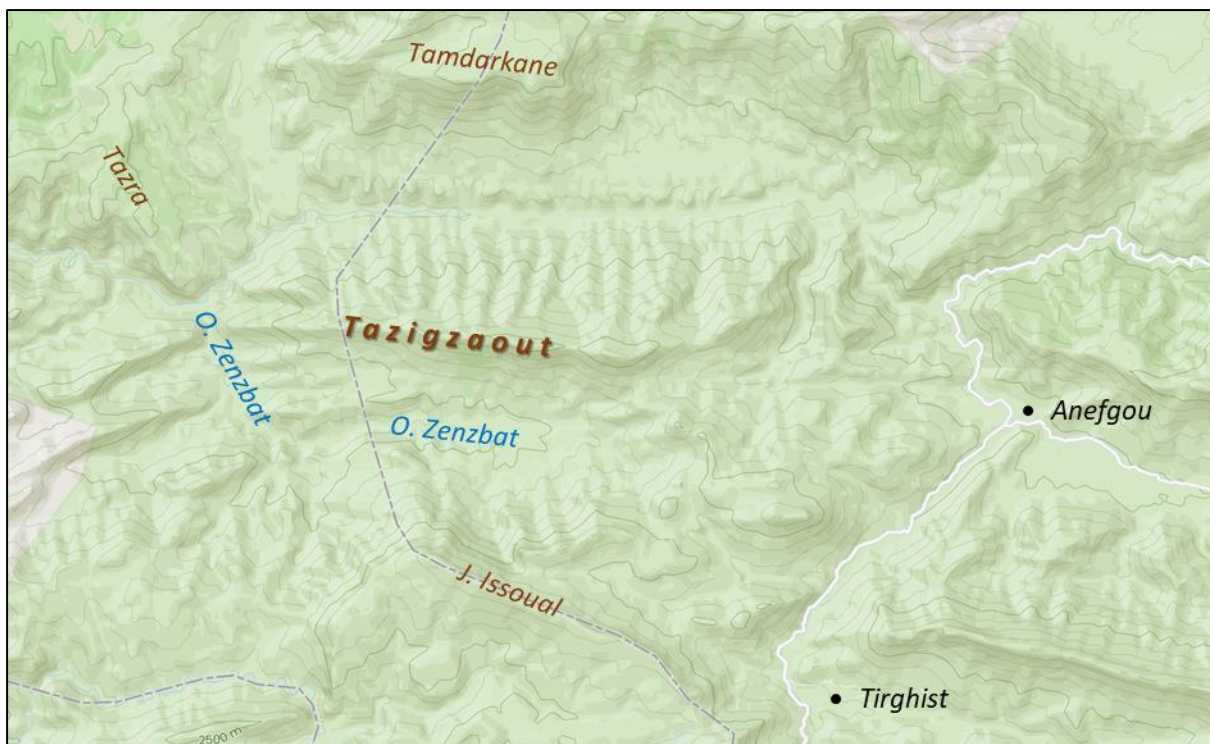 Tamdarkane
Tazra
Tazigzaout
O. Zenzbat
O. Zenzbat
Anefgou
J. Issoual
Tirghist
2500 m